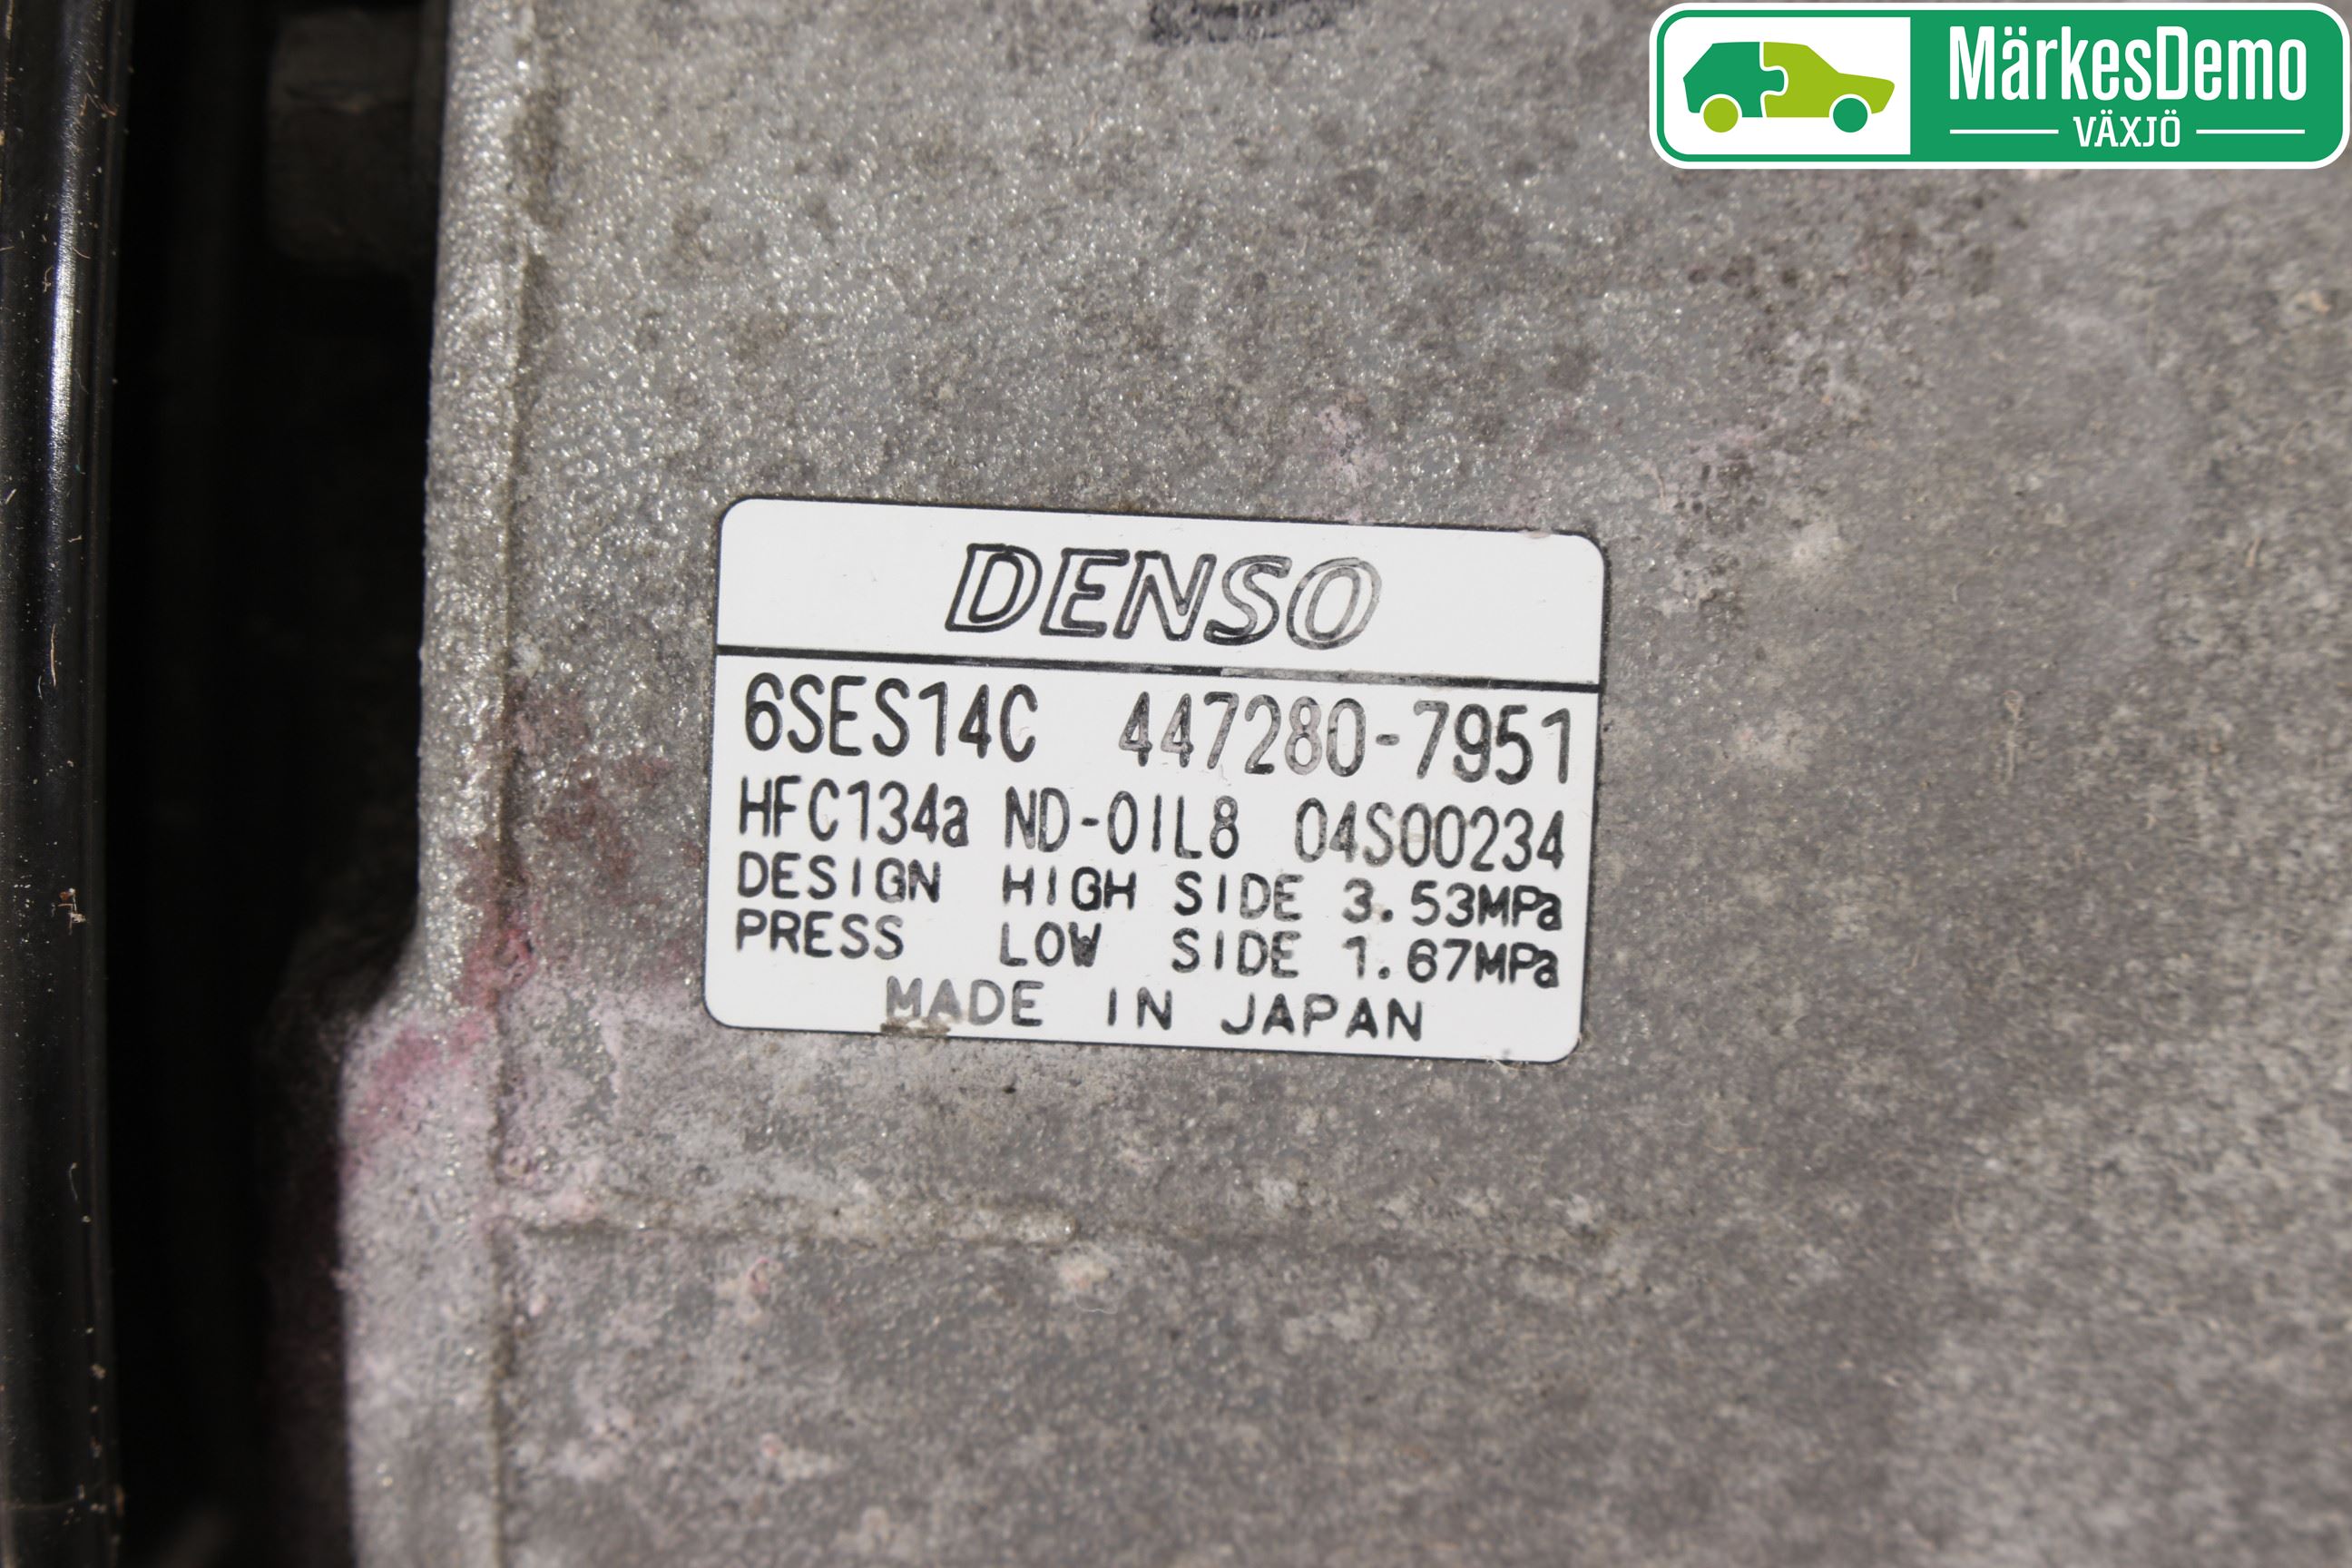 MärkesDemo
VÄXJÖ
DENSO
6SES14C 447280-7951
HFC134a ND-OIL8 04S00234
DESIGN HIGH SIDE 3.53MPa
PRESS LOW SIDE 1.67MPa
MADE IN JAPAN